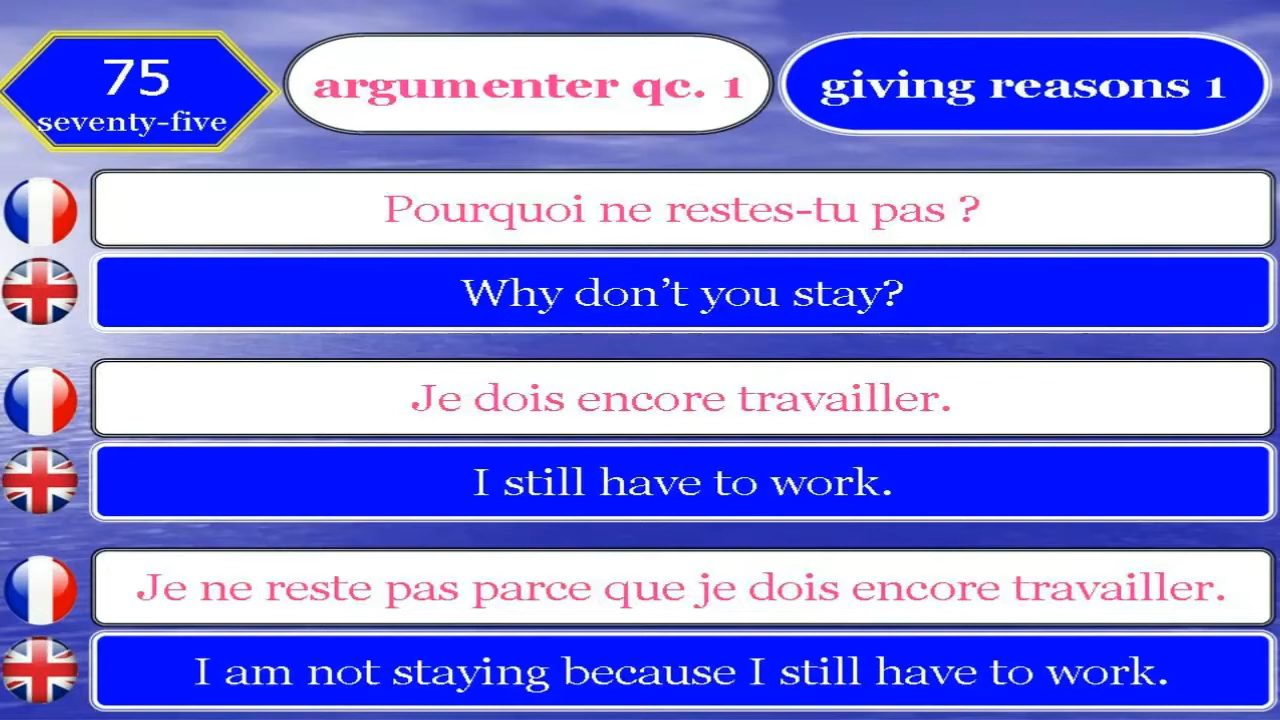 75
seventy-five
argumenter qc. 1
giving reasons 1
Pourquoi ne restes-tu pas ?
Why don’t you stay?
Je dois encore travailler.
I still have to work.
Je ne reste pas parce que je dois encore travailler.
I am not staying because I still have to work.